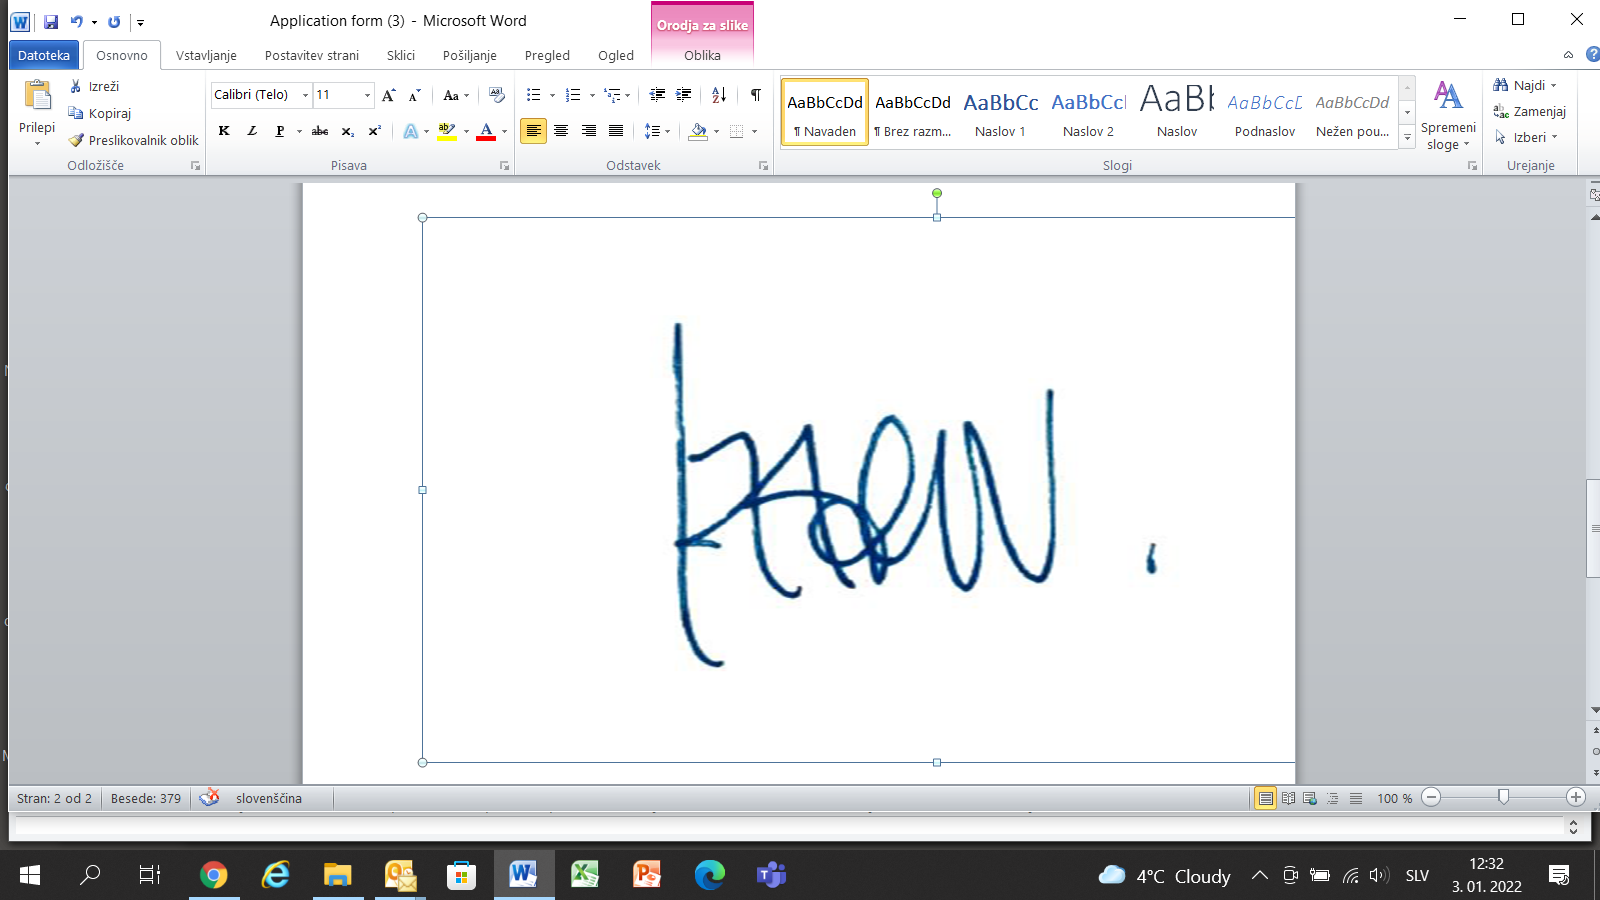 Application form (3) - Microsoft Word
Orodja za slike
Datoteka Osnovno Vstavljanje Postavitev strani Sklici Pošiljanje Pregled Ogled Oblika
Prilepi
Izreži
Kopiraj
Preslikovalnik oblik
Odložišče
Calibri (Telo) 11
Pisava
Odstavek
AaBbCcDd AaBbCcDd AaBbCc AaBbCcI AaBl AaBbCcL AaBbCcDd
¶ Navaden ¶ Brez razm... Naslov 1 Naslov 2 Naslov Podnaslov Nežen pou...
Slogi
Spremeni
sloge
Najdi
Zamenjaj
Izberi
Urejanje
Stran: 2 od 2 Besede: 379 slovenščina 100 %
4°C Cloudy SLV 12:32
3. 01. 2022